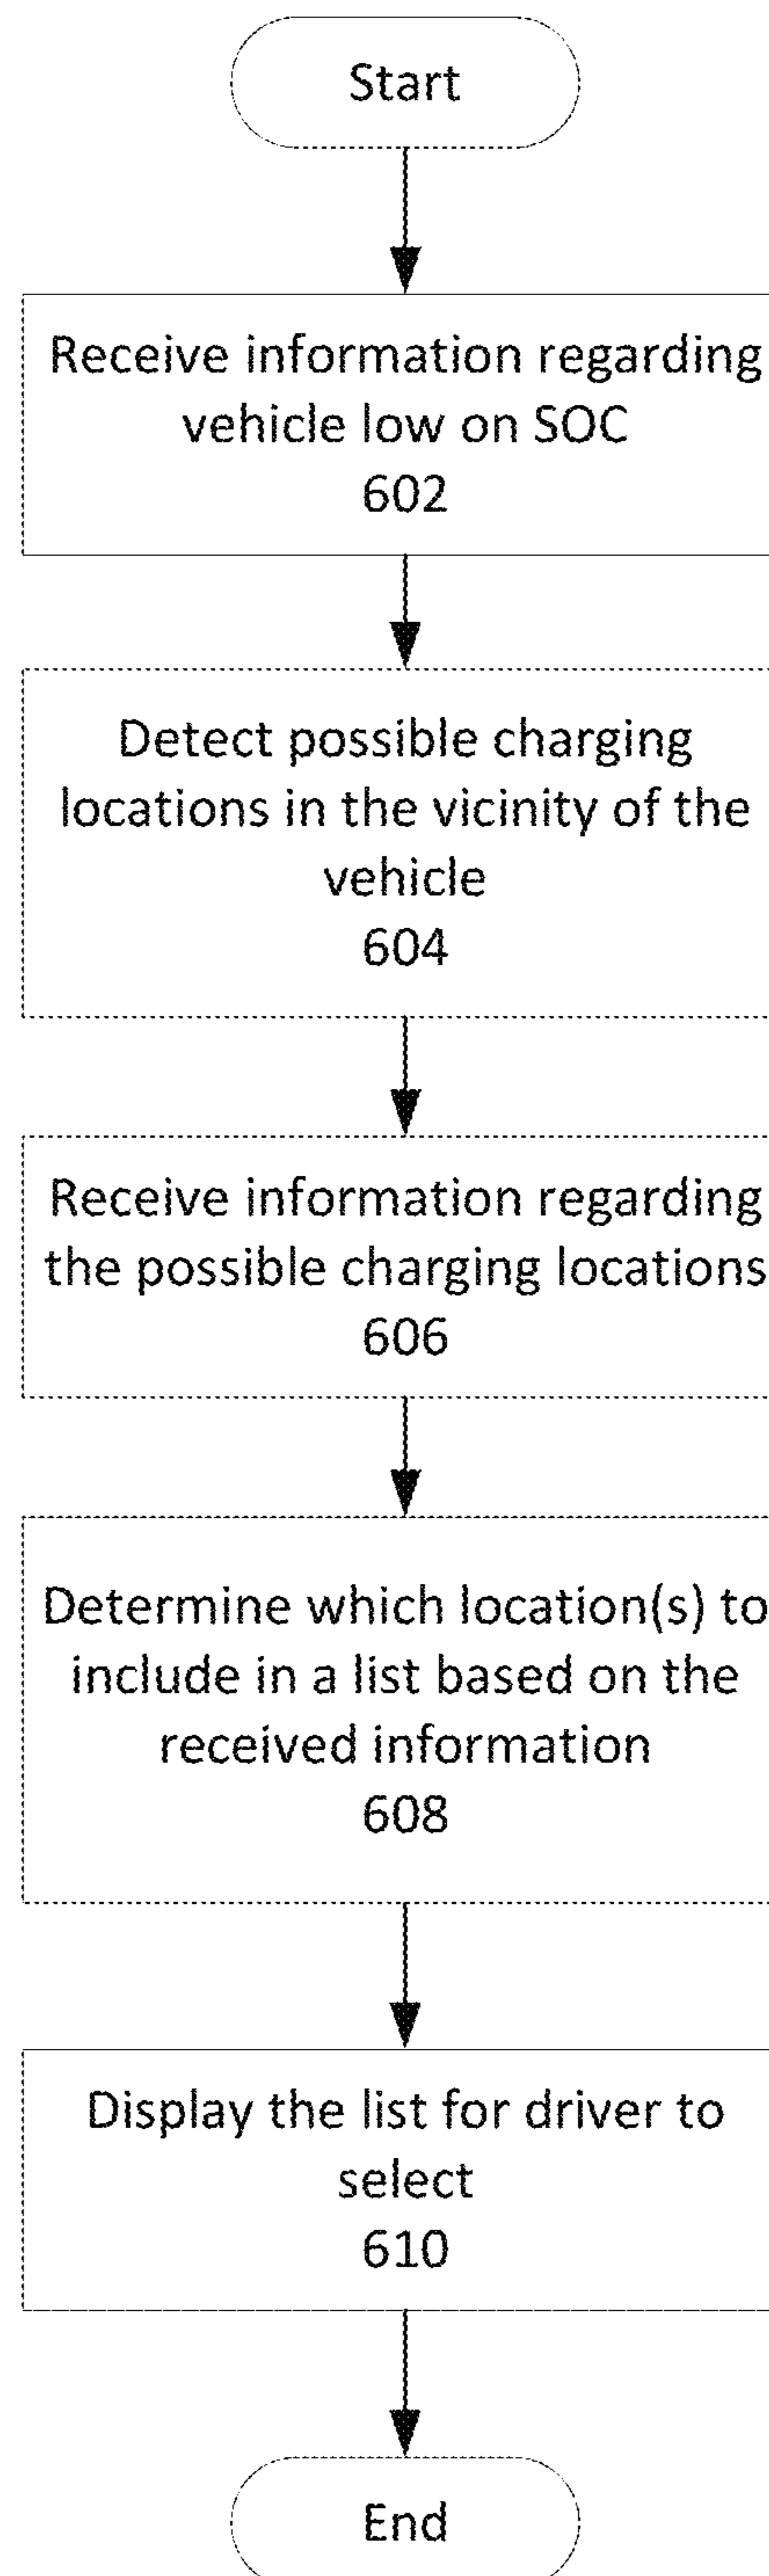 Start
Receive information regarding
vehicle low on SOC
602
Detect possible charging
locations in the vicinity of the
vehicle
604
Receive information regarding
the possible charging locations
606
Determine which location(s) to
include in a list based on the
received information
608
Display the list for driver to
select
610
End